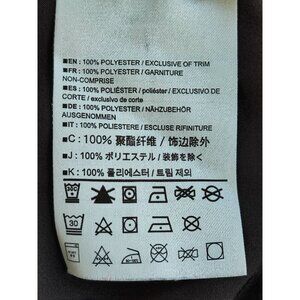 ■EN : 100% POLYESTER / EXCLUSIVE OF TRIM
■FR : 100% POLYESTER / GARNITURE
NON-COMPRISE
■ES : 100% POLIÉSTER / poliéster / EXCLUSIVO DE
CORTE / exclusivo de corte
■DE : 100% POLYESTER / NÄHZUBEHÖR
AUSGENOMMEN
■IT : 100% POLIESTERE / ESCLUSE RIFINITURE
■C : 100% 聚酯纤维 / 饰边除外
■J : 100% ポリエステル / 装飾を除く
■K : 100% 폴리에스터 / 트림 제외
30